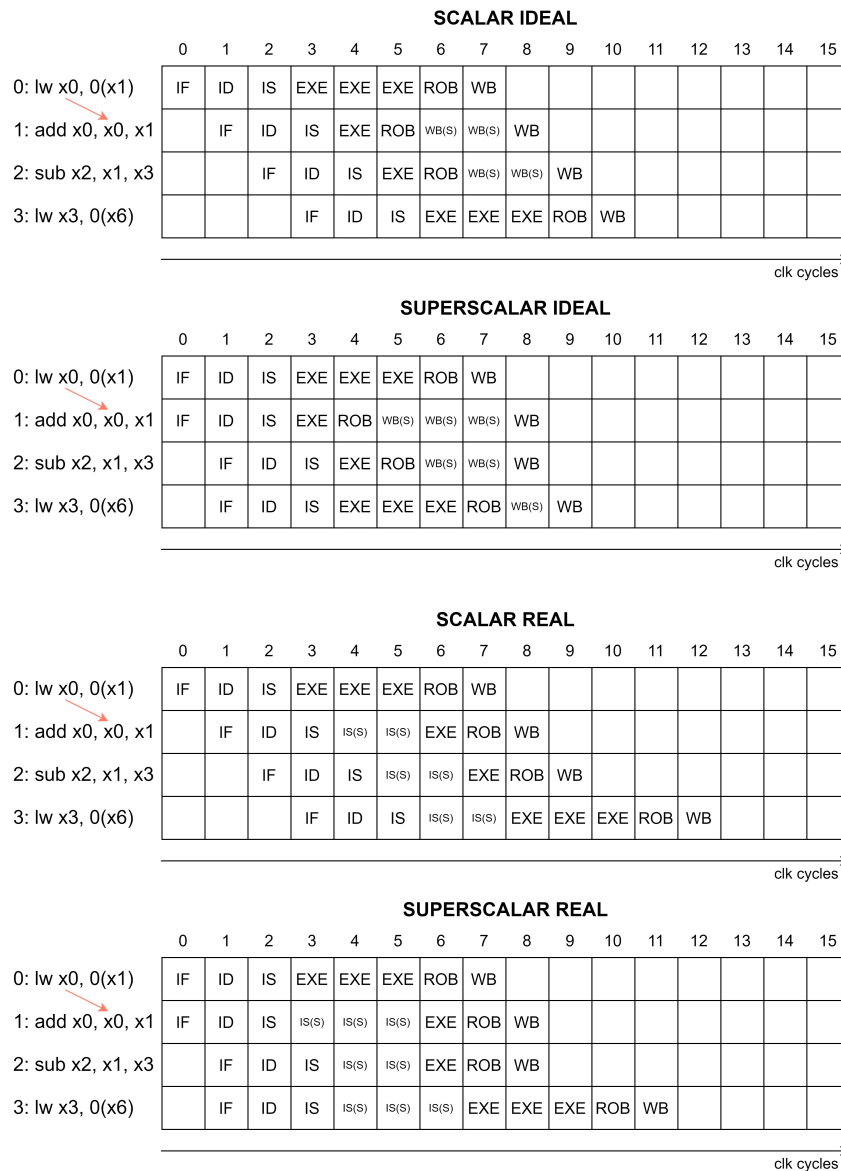 SCALAR IDEAL
0 1 2 3 4 5 6 7 8 9 10 11 12 13 14 15
0: lw x0, 0(x1) IF ID IS EXE EXE EXE ROB WB
1: add x0, x0, x1 IF ID IS EXE ROB WB(S) WB(S) WB
2: sub x2, x1, x3 IF ID IS EXE ROB WB(S) WB(S) WB
3: lw x3, 0(x6) IF ID IS EXE EXE EXE ROB WB
clk cycles
SUPERSCALAR IDEAL
0 1 2 3 4 5 6 7 8 9 10 11 12 13 14 15
0: lw x0, 0(x1) IF ID IS EXE EXE EXE ROB WB
1: add x0, x0, x1 IF ID IS EXE ROB WB(S) WB(S) WB(S) WB
2: sub x2, x1, x3 IF ID IS EXE ROB WB(S) WB(S) WB
3: lw x3, 0(x6) IF ID IS EXE EXE EXE ROB WB(S) WB
clk cycles
SCALAR REAL
0 1 2 3 4 5 6 7 8 9 10 11 12 13 14 15
0: lw x0, 0(x1) IF ID IS EXE EXE EXE ROB WB
1: add x0, x0, x1 IF ID IS IS(S) IS(S) EXE ROB WB
2: sub x2, x1, x3 IF ID IS IS(S) IS(S) EXE ROB WB
3: lw x3, 0(x6) IF ID IS IS(S) IS(S) EXE EXE EXE ROB WB
clk cycles
SUPERSCALAR REAL
0 1 2 3 4 5 6 7 8 9 10 11 12 13 14 15
0: lw x0, 0(x1) IF ID IS EXE EXE EXE ROB WB
1: add x0, x0, x1 IF ID IS IS(S) IS(S) IS(S) EXE ROB WB
2: sub x2, x1, x3 IF ID IS IS(S) IS(S) EXE ROB WB
3: lw x3, 0(x6) IF ID IS IS(S) IS(S) IS(S) EXE EXE EXE ROB WB
clk cycles